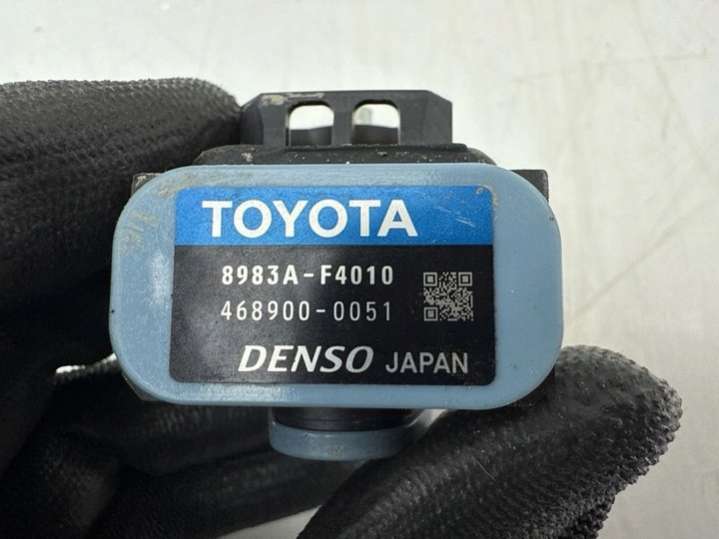 TOYOTA
8983A-F4010
468900-0051
DENSO JAPAN